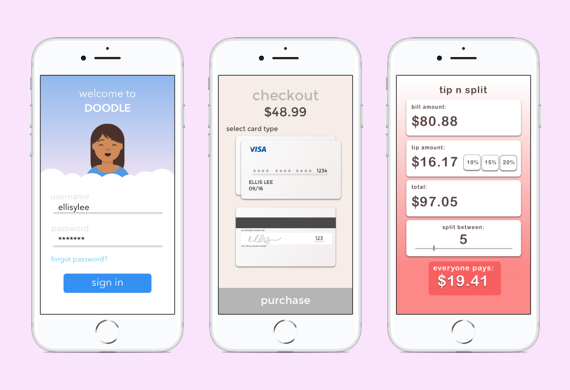 welcome to
DOODLE
username
ellisylee
password
*******
forgot password?
sign in
checkout
$48.99
select card type
VISA
**** **** **** 1234
ELLIS LEE
09/16
123
purchase
tip n split
bill amount:
$80.88
tip amount:
$16.17 10% 15% 20%
total:
$97.05
split between:
5
everyone pays:
$19.41